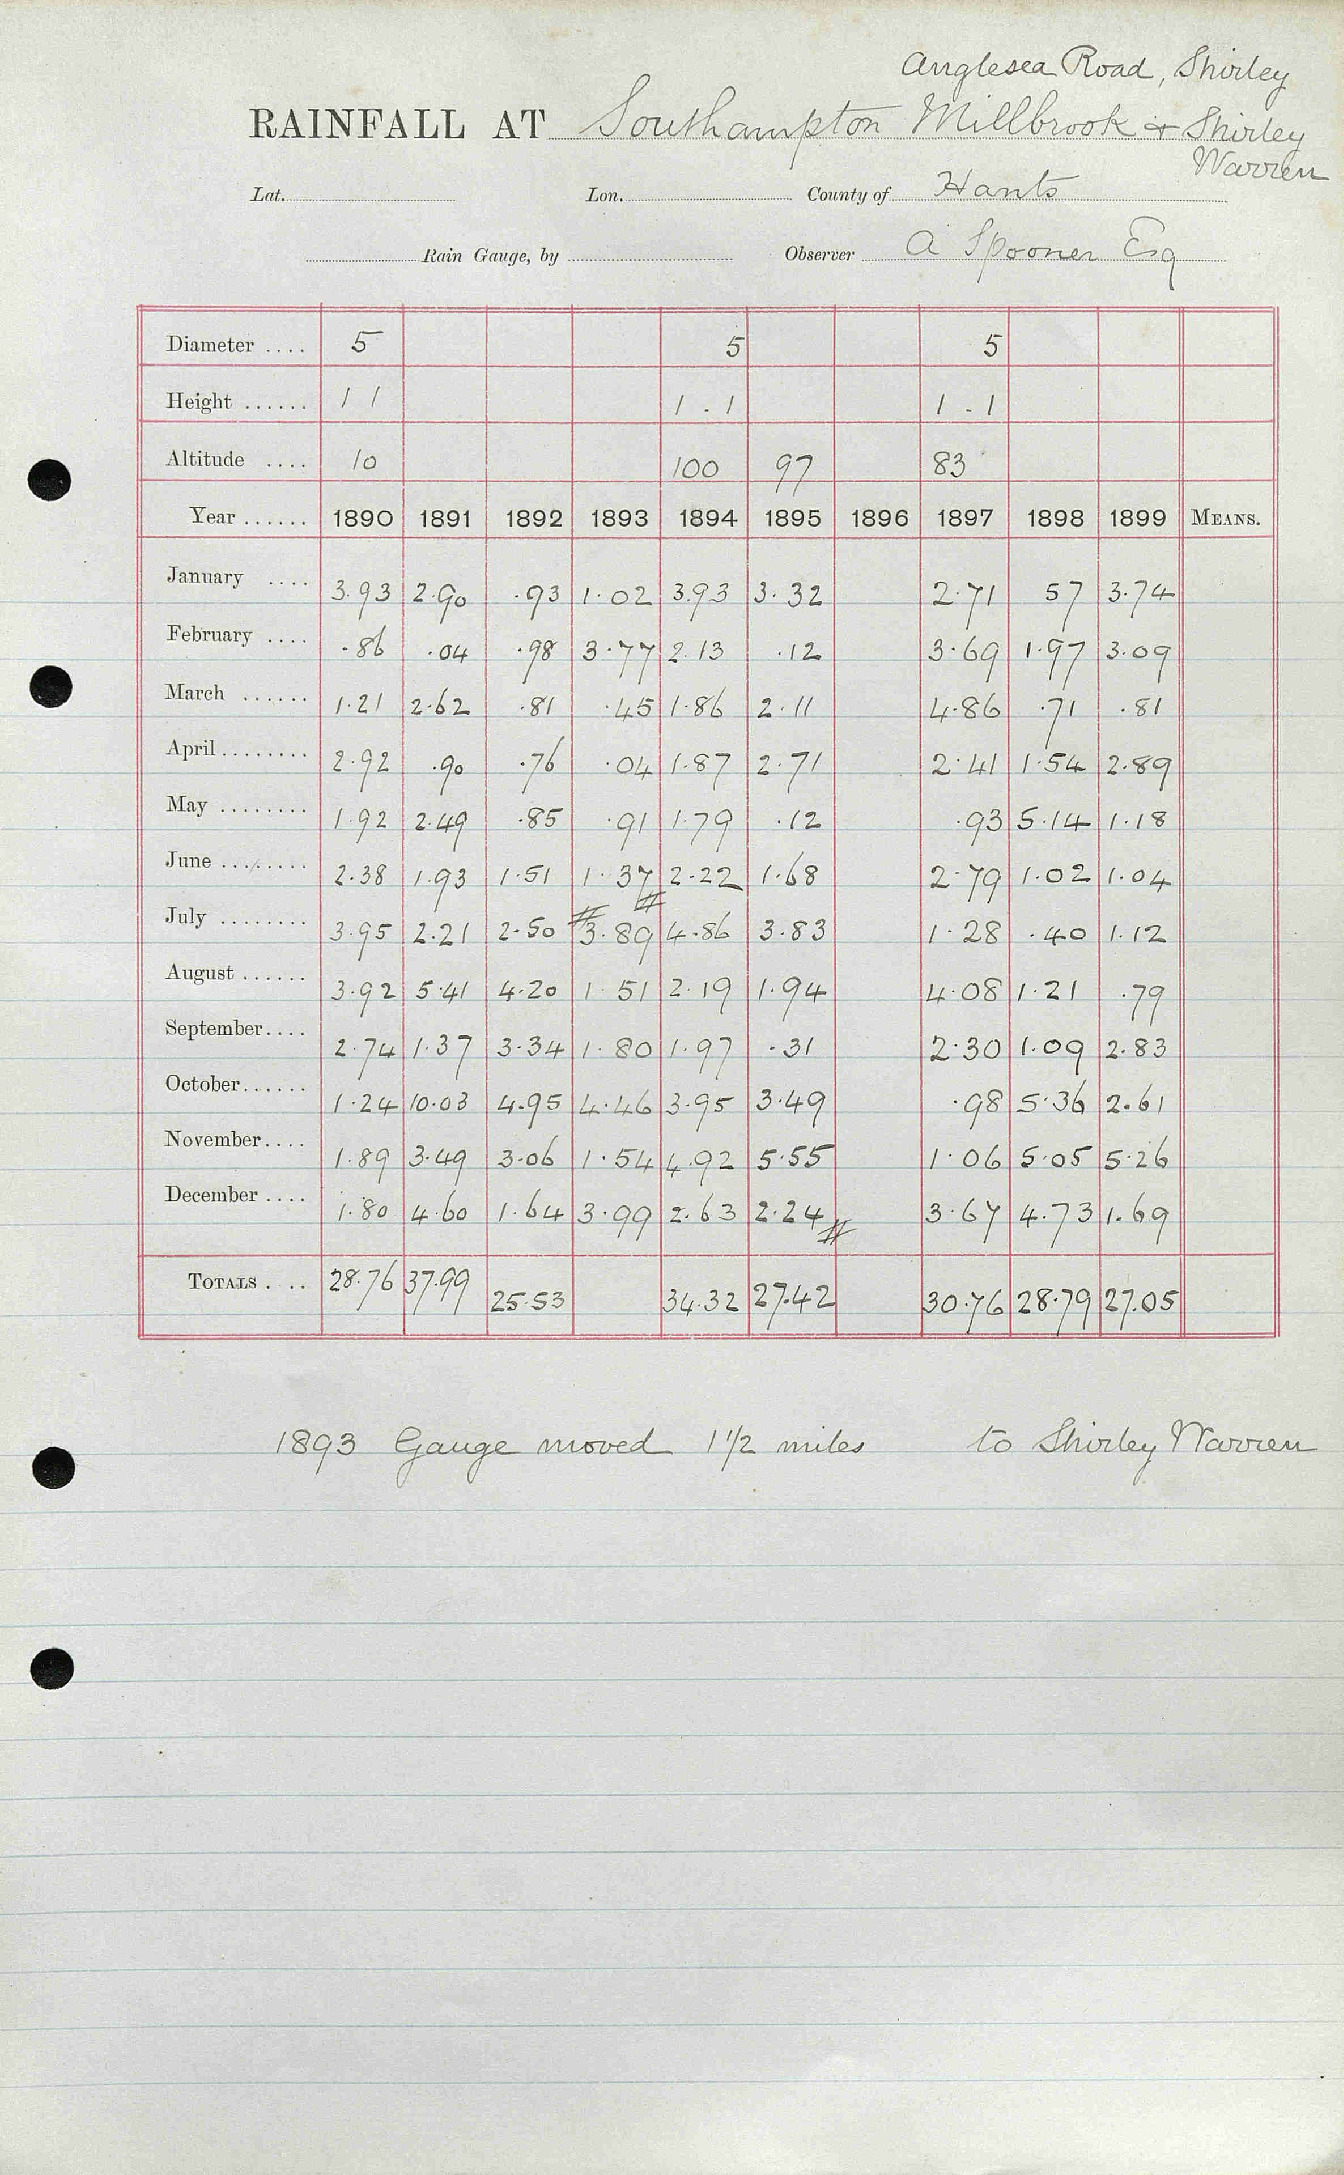 Anglesea Road, Shirley
RAINFALL AT Southampton Millbrook & Shirley
Warren
Lat. Lon. County of Hants
Rain Gauge, by Observer A Spooner Esq
Diameter .... 5 5 5
Height ...... 1 1 1 . 1 1 . 1
Altitude .... 10 100 97 83
Year ...... 1890 1891 1892 1893 1894 1895 1896 1897 1898 1899 MEANS.
January .... 3.93 2.90 .93 1.02 3.93 3.32 2.71 57 3.74
February .... .86 .04 .98 3.77 2.13 .12 3.69 1.97 3.09
March ...... 1.21 2.62 .81 .45 1.86 2.11 4.86 .71 .81
April ........ 2.92 .90 .76 .04 1.87 2.71 2.41 1.54 2.89
May ........ 1.92 2.49 .85 .91 1.79 .12 .93 5.14 1.18
June ........ 2.38 1.93 1.51 1.37 2.22 1.68 2.79 1.02 1.04
July ........ 3.95 2.21 2.50 3.89 4.86 3.83 1.28 .40 1.12
August ...... 3.92 5.41 4.20 1.51 2.19 1.94 4.08 1.21 .79
September .... 2.74 1.37 3.34 1.80 1.97 .31 2.30 1.09 2.83
October ...... 1.24 10.03 4.95 4.46 3.95 3.49 .98 5.36 2.61
November .... 1.89 3.49 3.06 1.54 4.92 5.55 1.06 5.05 5.26
December .... 1.80 4.60 1.64 3.99 2.63 2.24 3.67 4.73 1.69
TOTALS .... 28.76 37.99 25.53 34.32 27.42 30.76 28.79 27.05
1893 Gauge moved 1 1/2 miles to Shirley Warren